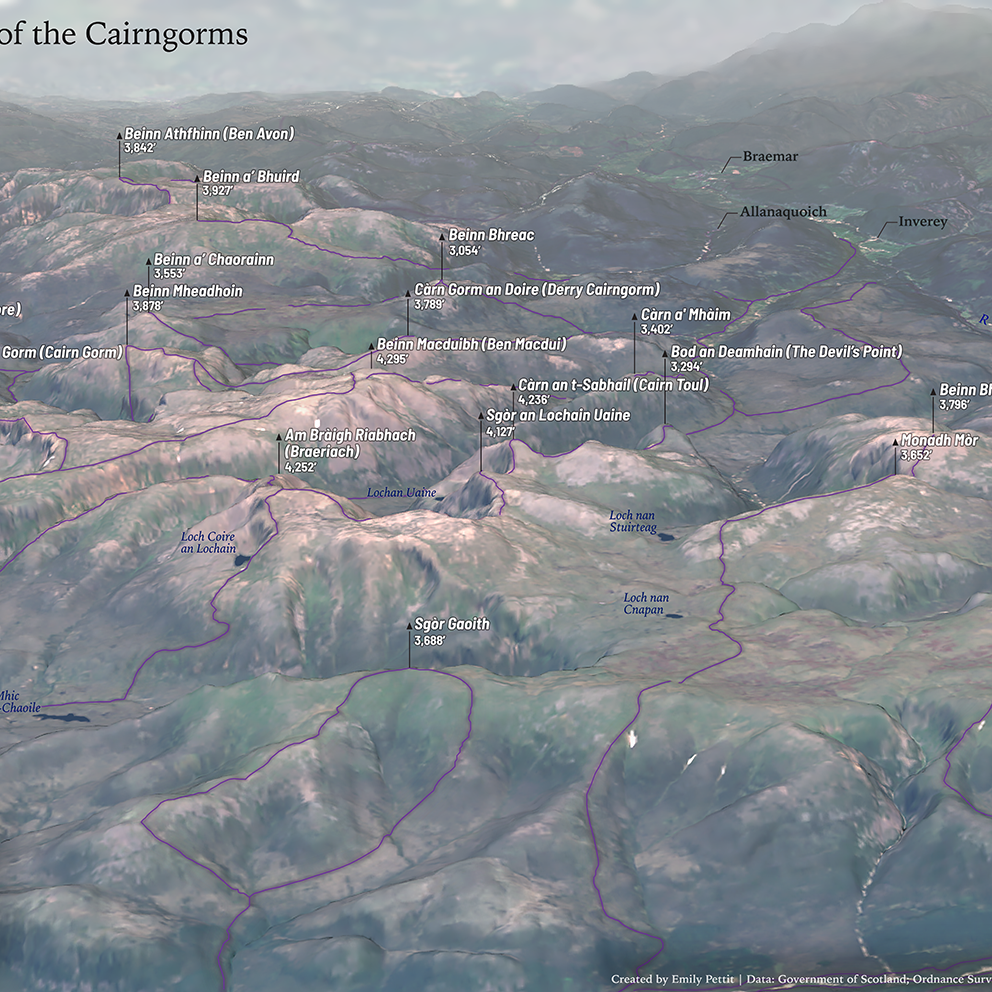 of the Cairngorms
Beinn Athfhinn (Ben Avon)
3,842'
Braemar
Beinn a' Bhuird
3,927'
Allanaquoich
Inverey
Beinn Bhreac
3,054'
Beinn a' Chaorainn
3,553'
Beinn Mheadhoin
3,878'
Càrn Gorm an Doire (Derry Cairngorm)
3,789'
ore)
Càrn a' Mhàim
3,402'
R
Gorm (Cairn Gorm)
Beinn Macduibh (Ben Macdui)
4,295'
Bod an Deamhain (The Devil's Point)
3,294'
Càrn an t-Sabhail (Cairn Toul)
4,236'
Beinn Bh
3,796'
Sgòr an Lochain Uaine
4,127'
Am Bràigh Riabhach
(Braeriach)
4,252'
Monadh Mòr
3,652'
Lochan Uaine
Loch nan
Stuirteag
Loch Coire
an Lochain
Loch nan
Cnapan
Sgòr Gaoith
3,688'
Mhic
-Chaoile
Created by Emily Pettit | Data: Government of Scotland; Ordnance Surv